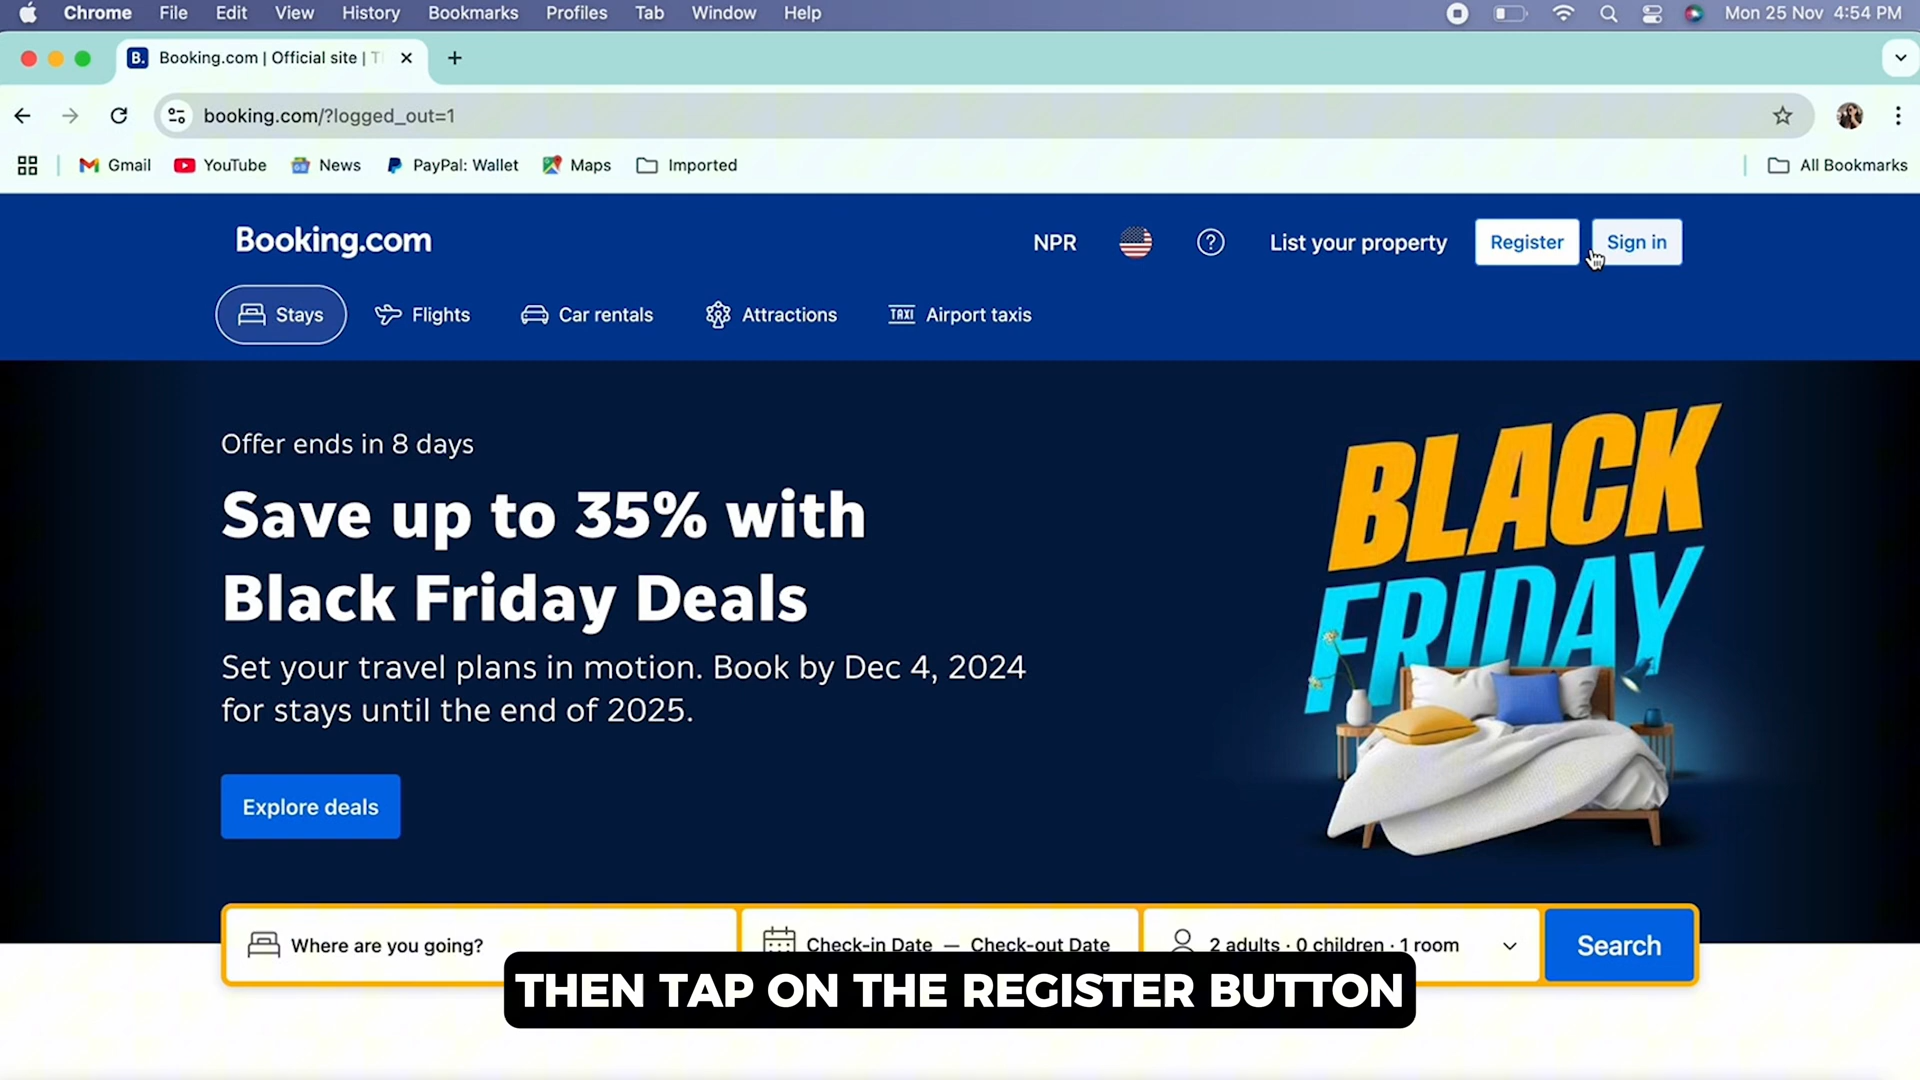 Chrome File Edit View History Bookmarks Profiles Tab Window Help Mon 25 Nov 4:54 PM
B. Booking.com | Official site | T
booking.com/?logged_out=1
Gmail YouTube News PayPal: Wallet Maps Imported All Bookmarks
Booking.com NPR List your property Register Sign in
Stays Flights Car rentals Attractions TAXI Airport taxis
Offer ends in 8 days
Save up to 35% with
Black Friday Deals
Set your travel plans in motion. Book by Dec 4, 2024
for stays until the end of 2025.
Explore deals
BLACK
FRIDAY
Where are you going? Check-in Date — Check-out Date 2 adults · 0 children · 1 room Search
THEN TAP ON THE REGISTER BUTTON